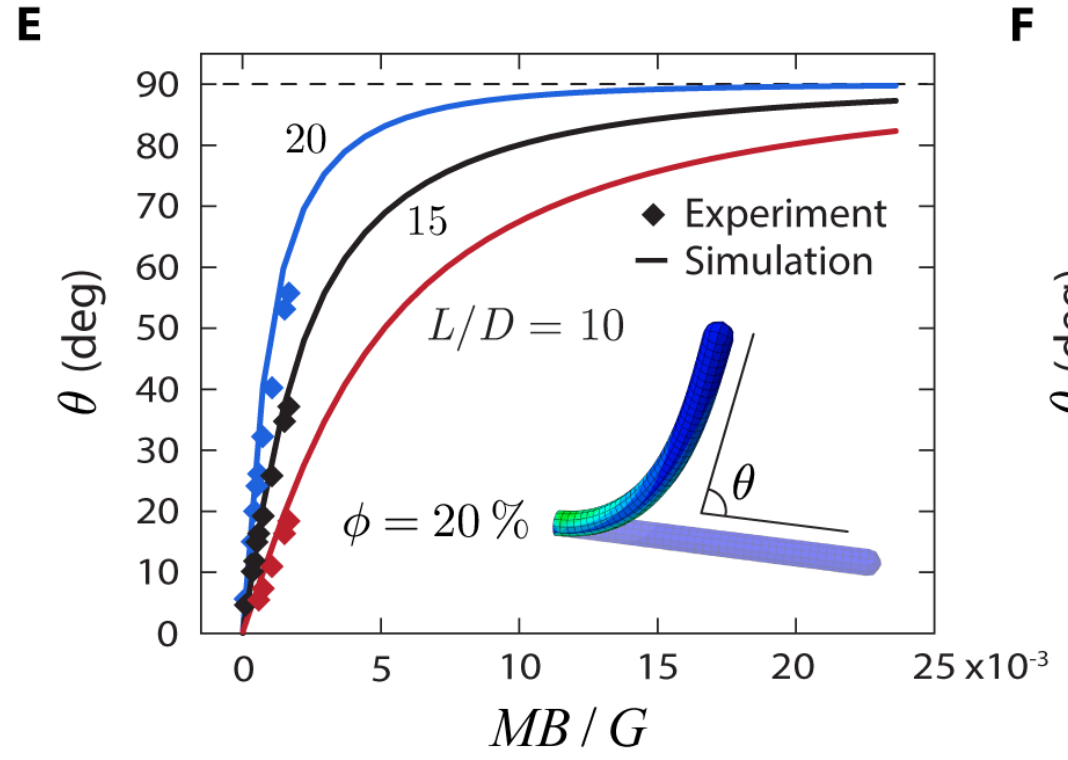 E
F
90
80
70
60
50
40
30
20
10
0
θ (deg)
20
15
◆ Experiment
— Simulation
L/D = 10
θ
ϕ = 20 %
0 5 10 15 20 25 x10⁻³
MB / G